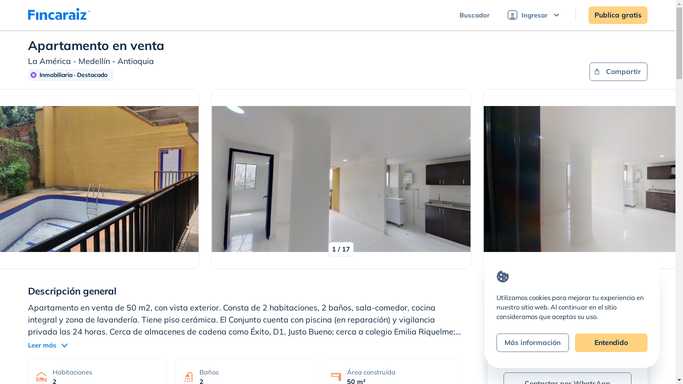 Fincaraiz
Buscador
Ingresar
Publica gratis
Apartamento en venta
La América - Medellín - Antioquia
Inmobiliaria - Destacado
Compartir
1 / 17
Descripción general
Apartamento en venta de 50 m2, con vista exterior. Consta de 2 habitaciones, 2 baños, sala-comedor, cocina
integral y zona de lavandería. Tiene piso cerámica. El Conjunto cuenta con piscina (en reparación) y vigilancia
privada las 24 horas. Cerca de almacenes de cadena como Éxito, D1, Justo Bueno; cerca a colegio Emilia Riquelme;...
Leer más
Utilizamos cookies para mejorar tu experiencia en
nuestro sitio web. Al continuar en el sitio
consideramos que aceptas su uso.
Más información
Entendido
Habitaciones
2
Baños
2
Área construida
50 m²
Contactar por WhatsApp